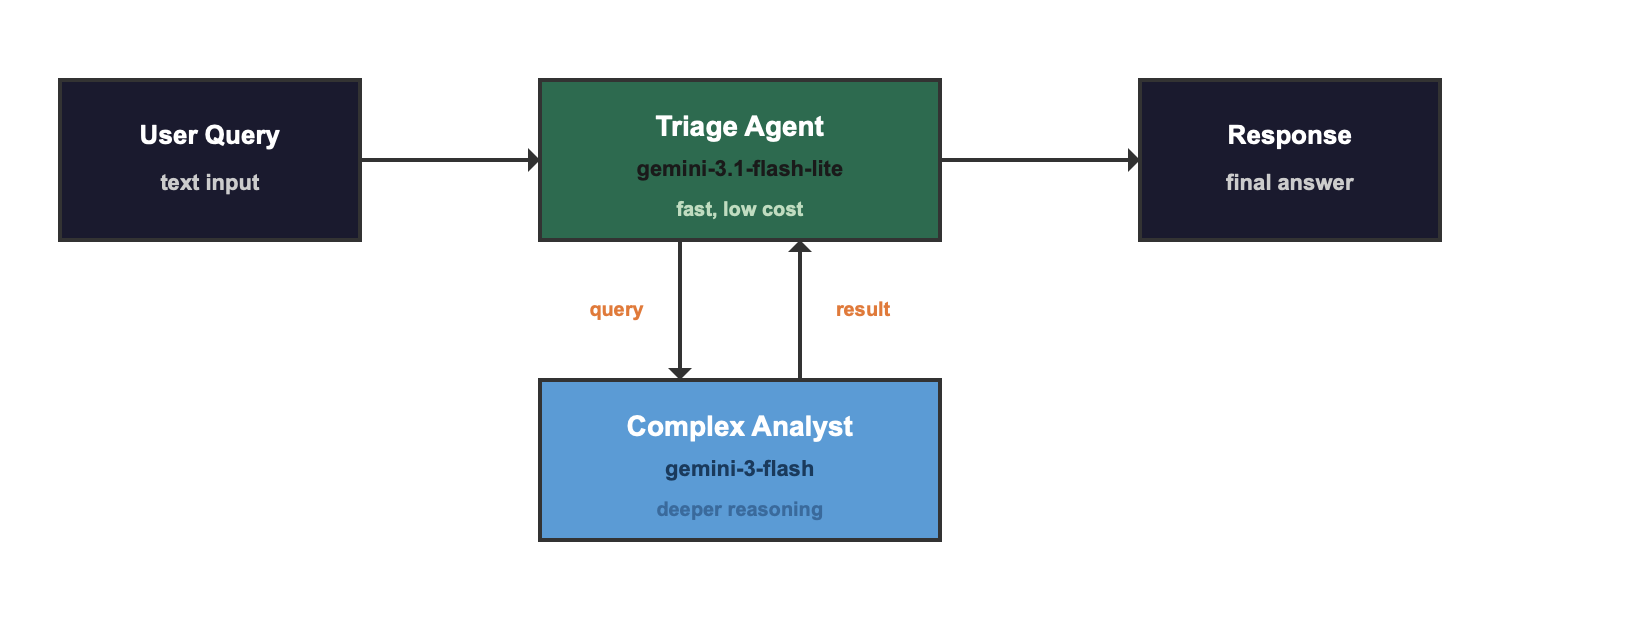 User Query
text input
Triage Agent
gemini-3.1-flash-lite
fast, low cost
Response
final answer
query
result
Complex Analyst
gemini-3-flash
deeper reasoning